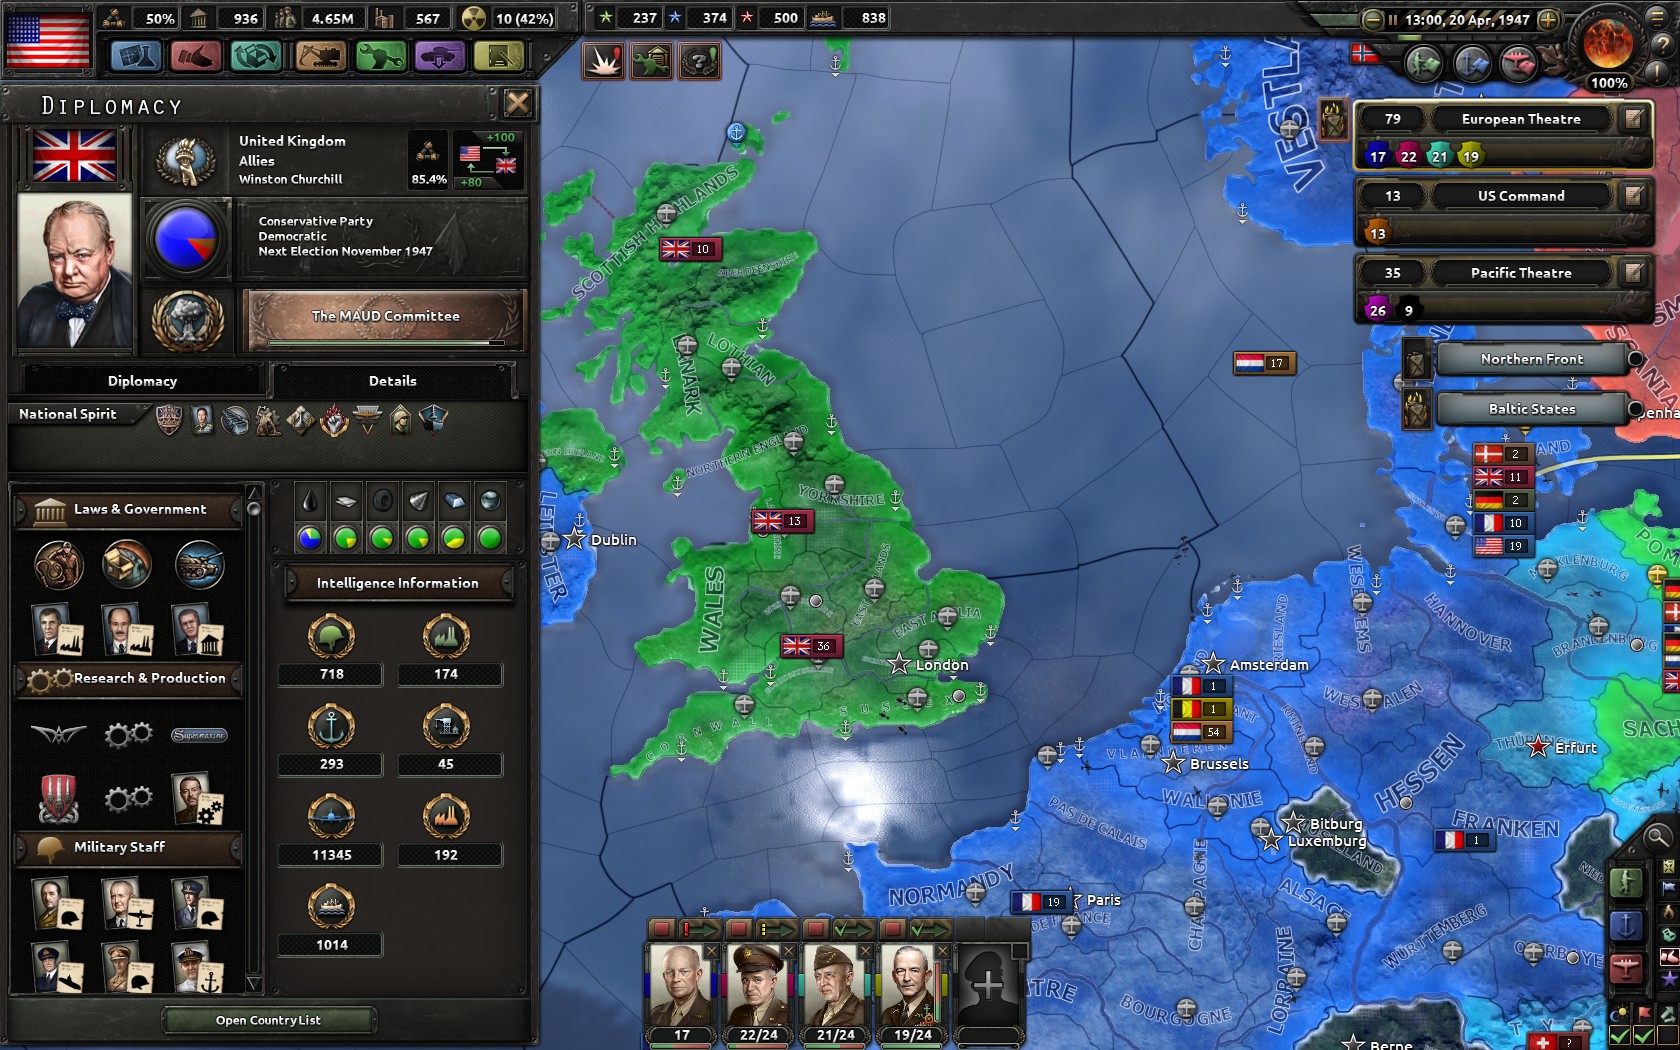 50%
936
4.65M
567
10 (42%)
237
374
500
838
13:00, 20 Apr, 1947
100%
DIPLOMACY
United Kingdom
Allies
Winston Churchill
85.4%
+100
+80
Conservative Party
Democratic
Next Election November 1947
The MAUD Committee
Diplomacy
Details
National Spirit
Laws & Government
Research & Production
Supermarine
Military Staff
Intelligence Information
718
174
293
45
11345
192
1014
Open Country List
79
European Theatre
17
22
21
19
13
US Command
13
35
Pacific Theatre
26
9
Northern Front
Baltic States
VESTL
SCOTTISH HIGHLANDS
10
ABERDEENSHIRE
LOTHIAN
LANARK
NORTHERN ENGLAND
YORKSHIRE
13
WALES
EAST ANGLIA
36
London
CORNWALL
SUSSEX
Dublin
17
2
11
2
10
19
Amsterdam
1
1
54
VLAANDEREN
Brussels
WALLONIE
PAS DE CALAIS
NORMANDY
19
Paris
CHAMPAGNE
LORRAINE
ALSACE
BOURGOGNE
FRIESLAND
WESER EMS
HANNOVER
WESTFALEN
HESSEN
MECKLENBURG
BRANDENBURG
THÜRINGEN
Erfurt
SACH
Bitburg
Luxemburg
FRANKEN
1
WÜRTTEMBERG
Berne
17
22/24
21/24
19/24
?